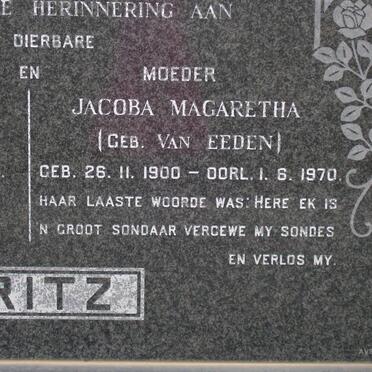 HERINNERING AAN
DIERBARE
EN MOEDER
JACOBA MAGARETHA
(GEB. VAN EEDEN)
GEB. 26. 11. 1900 – OORL. 1. 6. 1970.
HAAR LAASTE WOORDE WAS: HERE EK IS
N GROOT SONDAAR VERGEWE MY SONDES
EN VERLOS MY.
RITZ